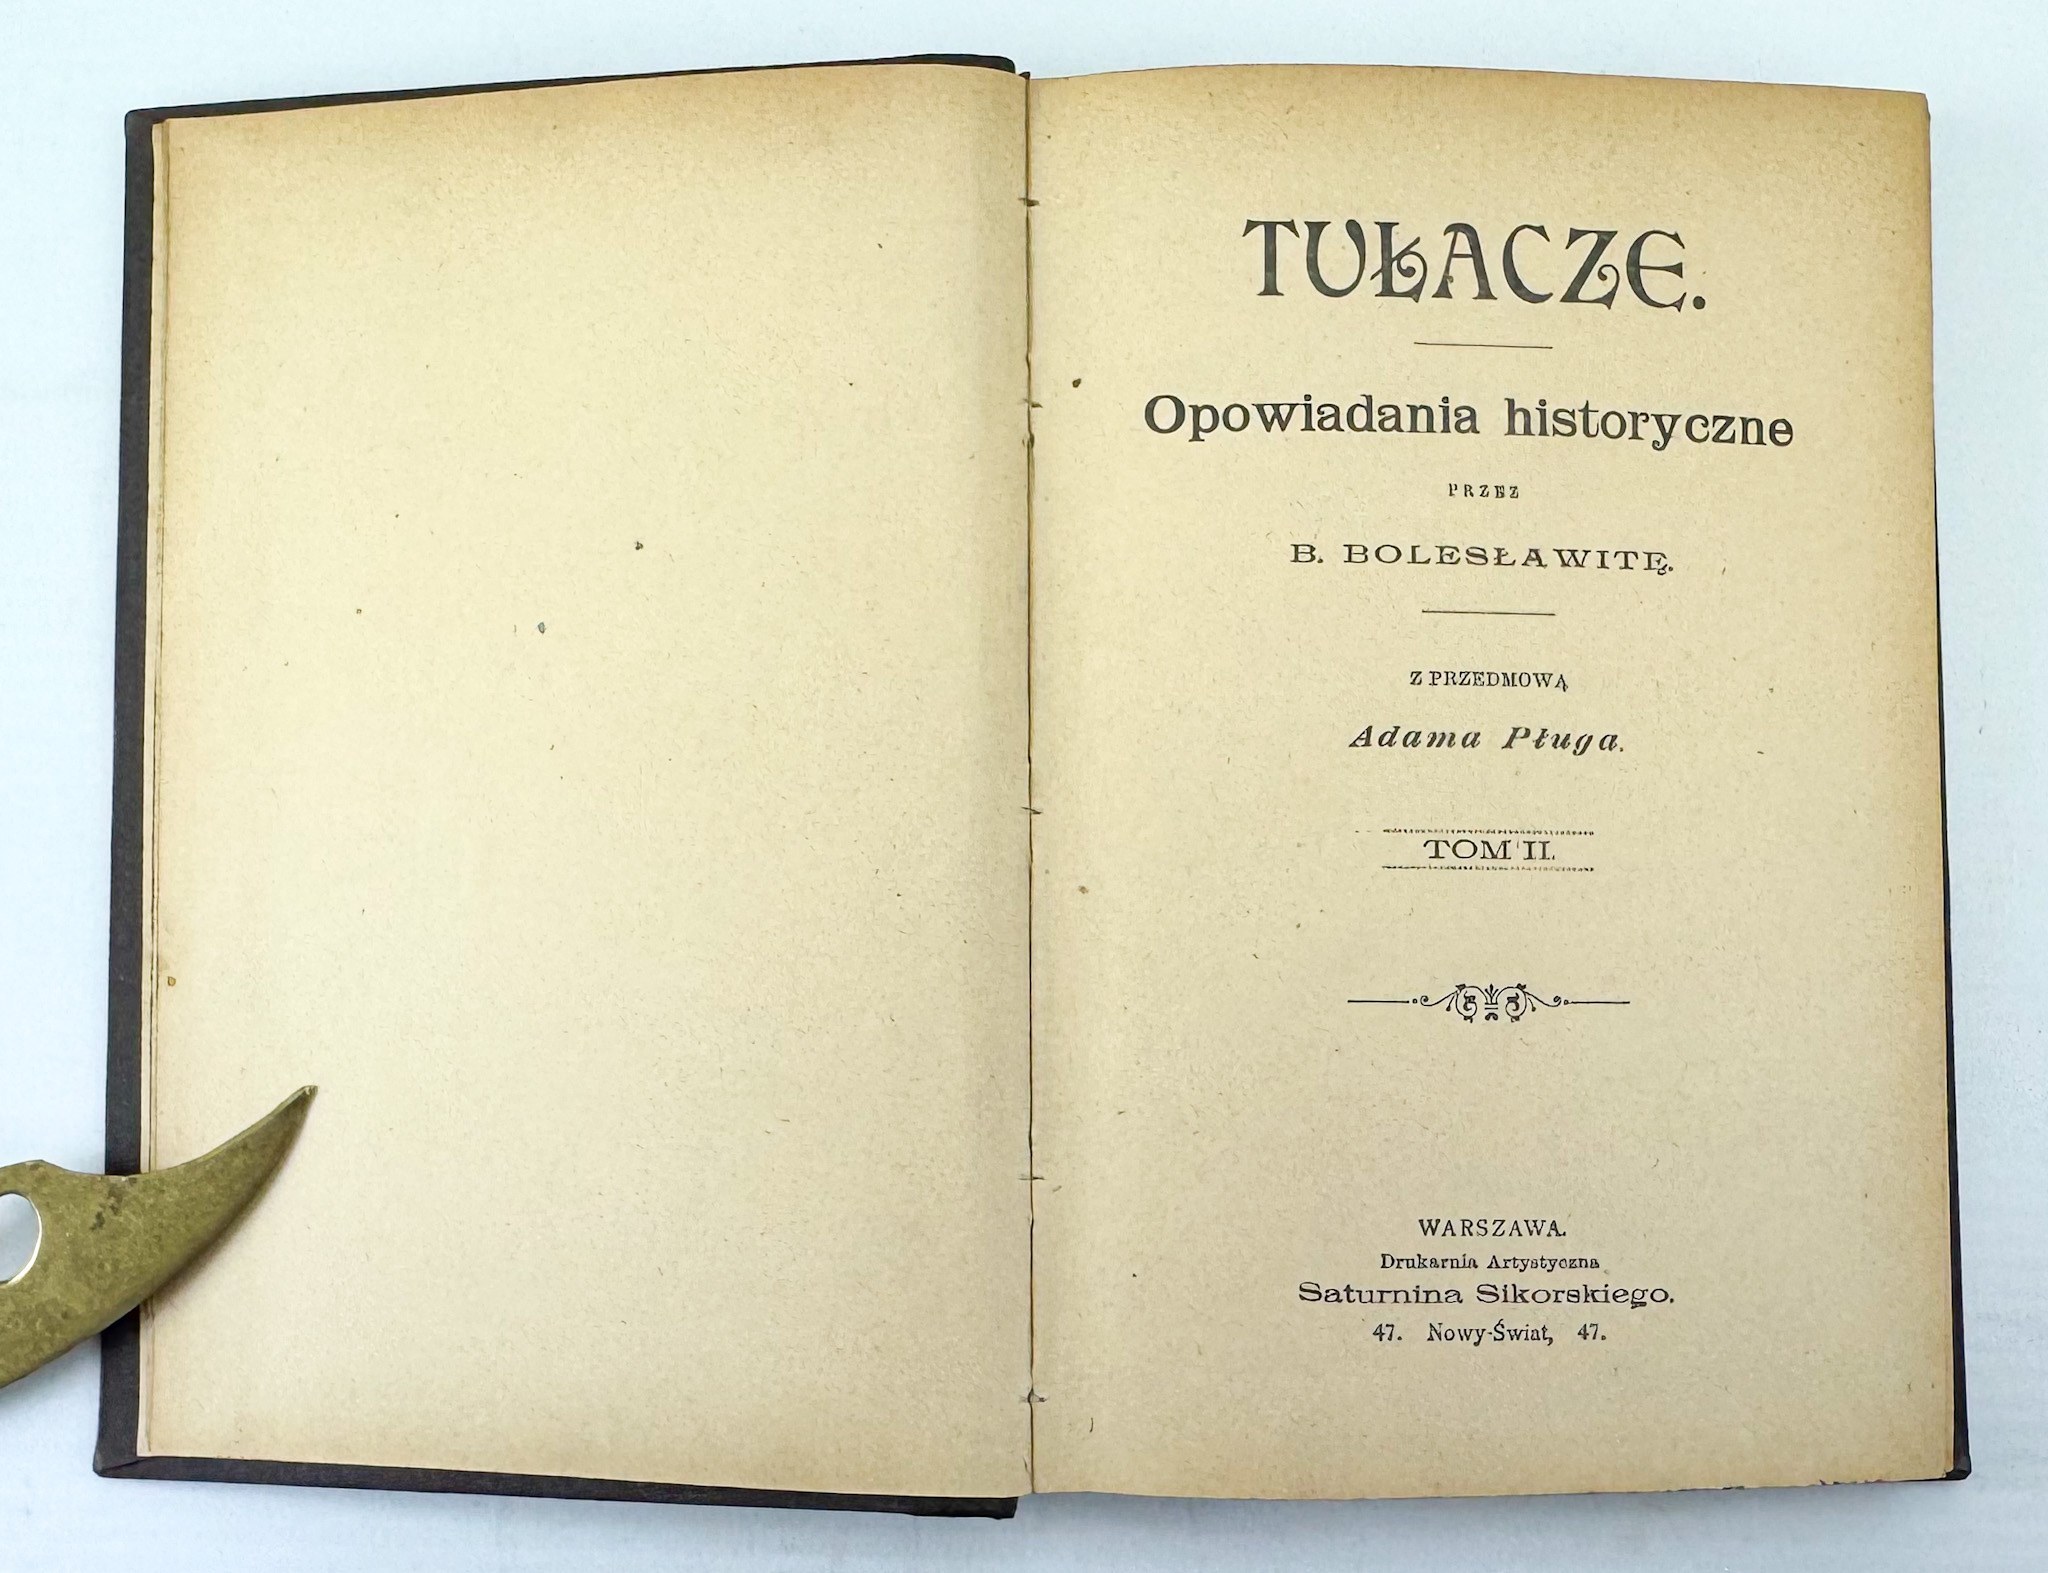 TUŁACZE.
Opowiadania historyczne
PRZEZ
B. BOLESŁAWITĘ.
Z PRZEDMOWĄ
Adama Pługa.
TOM II.
WARSZAWA.
Drukarnia Artystyczna
Saturnina Sikorskiego.
47. Nowy-Świat, 47.